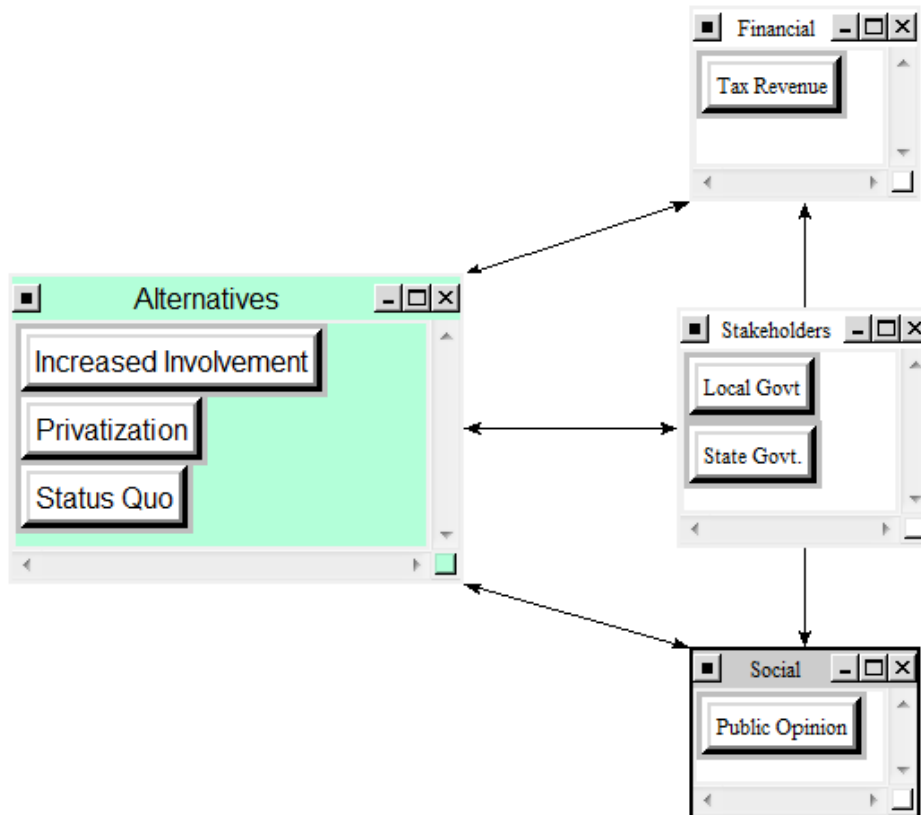 Financial
Tax Revenue
Alternatives
Increased Involvement
Privatization
Status Quo
Stakeholders
Local Govt
State Govt.
Social
Public Opinion